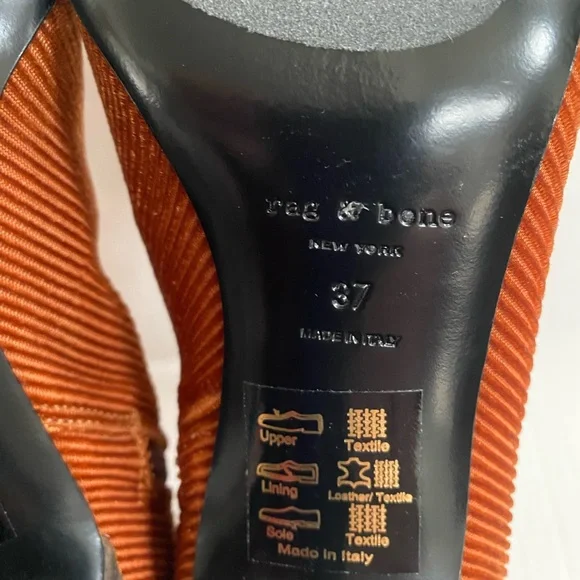 rag & bone
NEW YORK
37
MADE IN ITALY
Upper
Textile
Lining
Leather/ Textile
Sole
Textile
Made in Italy